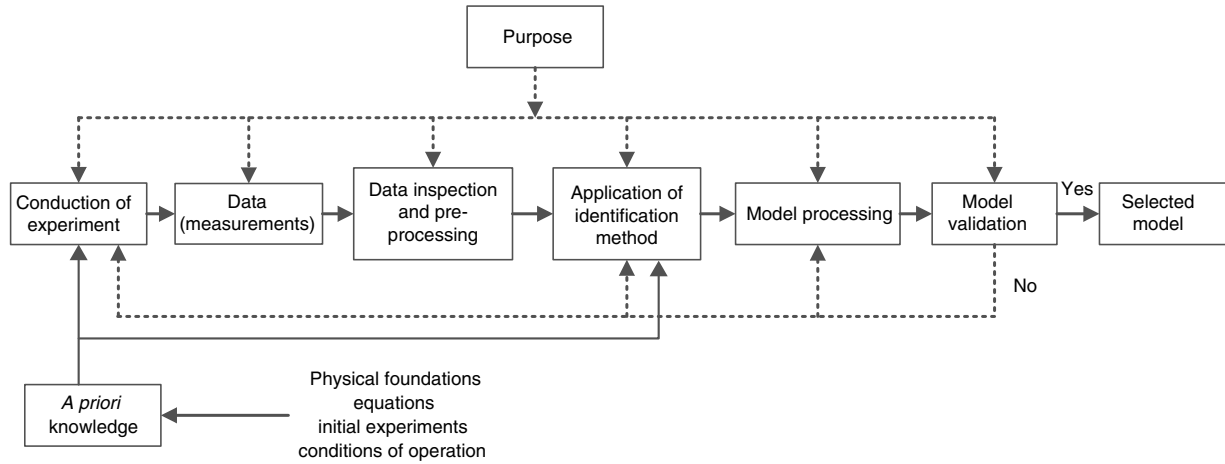 Purpose
Conduction of
experiment
Data
(measurements)
Data inspection
and pre-
processing
Application of
identification
method
Model processing
Model
validation
Yes
Selected
model
No
A priori
knowledge
Physical foundations
equations
initial experiments
conditions of operation